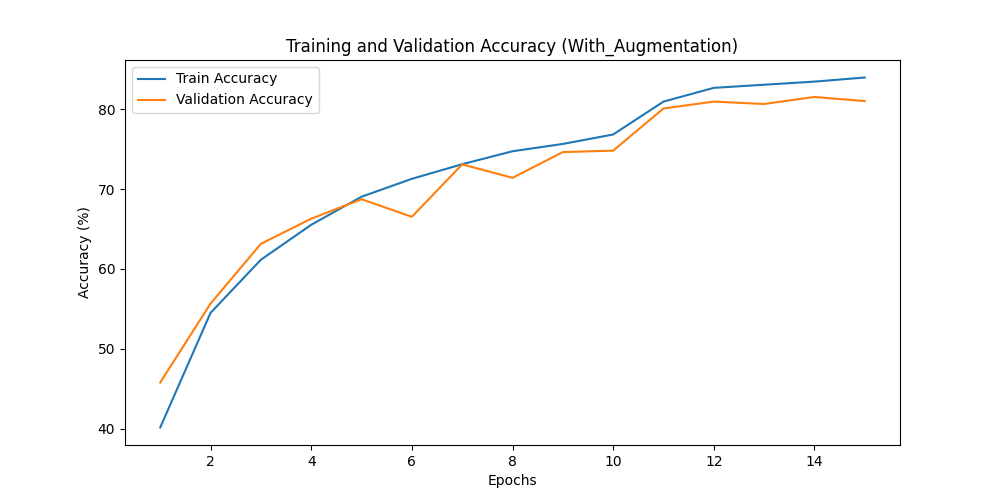 Training and Validation Accuracy (With_Augmentation)
Train Accuracy
Validation Accuracy
Accuracy (%)
80
70
60
50
40
2 4 6 8 10 12 14
Epochs